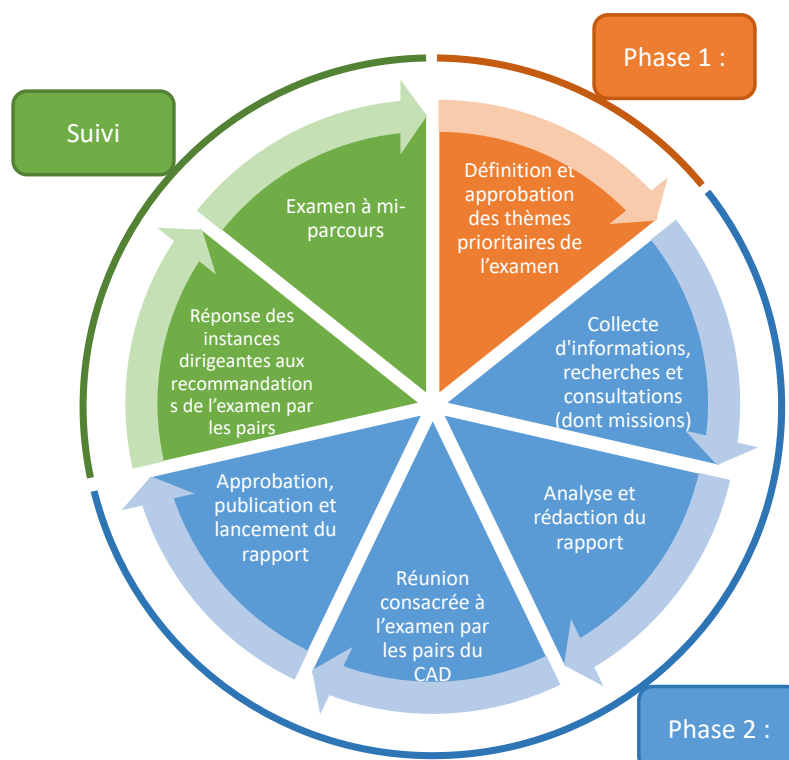 Phase 1 :
Définition et
approbation
des thèmes
prioritaires de
l'examen
Collecte
d'informations,
recherches et
consultations
(dont missions)
Analyse et
rédaction du
rapport
Phase 2 :
Réunion
consacrée à
l'examen par
les pairs du
CAD
Approbation,
publication et
lancement du
rapport
Réponse des
instances
dirigeantes aux
recommandation
s de l'examen par
les pairs
Suivi
Examen à mi-
parcours